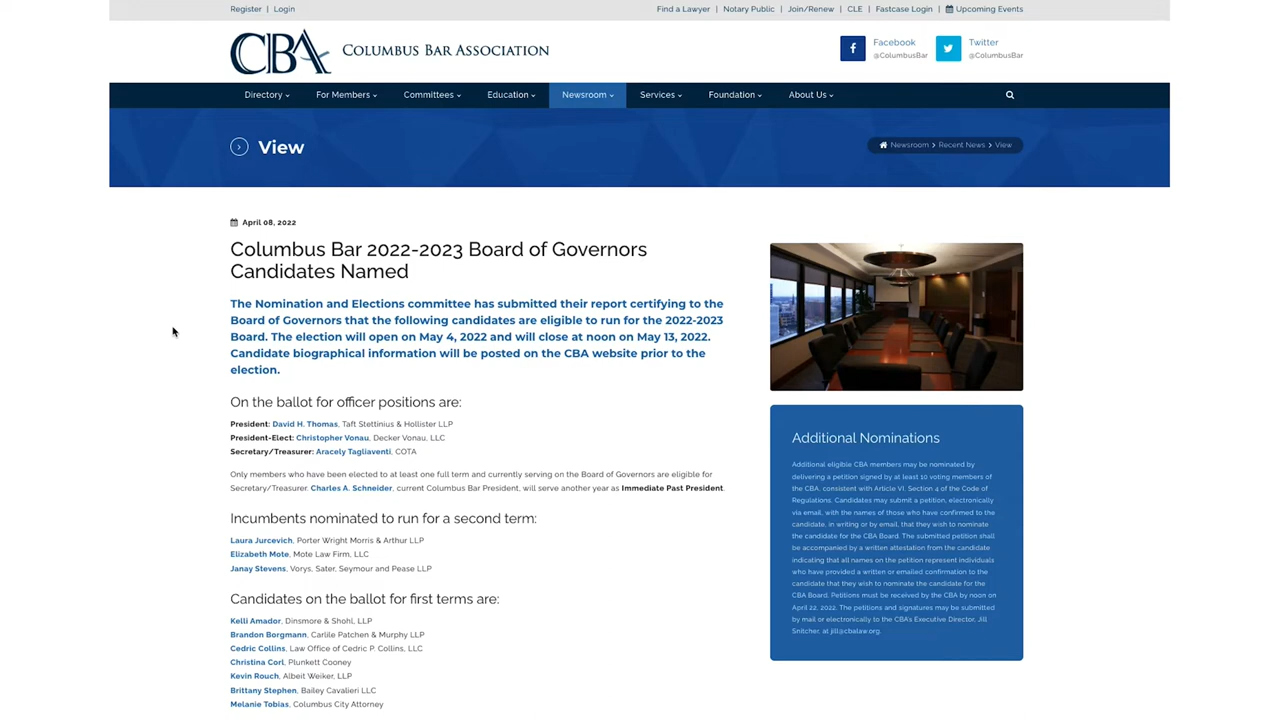 Register | Login
Find a Lawyer | Notary Public | Join/Renew | CLE | Fastcase Login | Upcoming Events
CBA COLUMBUS BAR ASSOCIATION
Facebook
@ColumbusBar
Twitter
@ColumbusBar
Directory For Members Committees Education Newsroom Services Foundation About Us
View
Newsroom > Recent News > View
April 08, 2022
Columbus Bar 2022-2023 Board of Governors
Candidates Named
The Nomination and Elections committee has submitted their report certifying to the
Board of Governors that the following candidates are eligible to run for the 2022-2023
Board. The election will open on May 4, 2022 and will close at noon on May 13, 2022.
Candidate biographical information will be posted on the CBA website prior to the
election.
On the ballot for officer positions are:
President: David H. Thomas, Taft Stettinius & Hollister LLP
President-Elect: Christopher Vonau, Decker Vonau, LLC
Secretary/Treasurer: Aracely Tagliaventi, COTA
Only members who have been elected to at least one full term and currently serving on the Board of Governors are eligible for
Secretary/Treasurer. Charles A. Schneider, current Columbus Bar President, will serve another year as Immediate Past President.
Incumbents nominated to run for a second term:
Laura Jurcevich, Porter Wright Morris & Arthur LLP
Elizabeth Mote, Mote Law Firm, LLC
Janay Stevens, Vorys, Sater, Seymour and Pease LLP
Candidates on the ballot for first terms are:
Kelli Amador, Dinsmore & Shohl, LLP
Brandon Borgmann, Carlile Patchen & Murphy LLP
Cedric Collins, Law Office of Cedric P. Collins, LLC
Christina Corl, Plunkett Cooney
Kevin Rouch, Albeit Weiker, LLP
Brittany Stephen, Bailey Cavalieri LLC
Melanie Tobias, Columbus City Attorney
Additional Nominations
Additional eligible CBA members may be nominated by
delivering a petition signed by at least 10 voting members of
the CBA, consistent with Article VI, Section 4 of the Code of
Regulations. Candidates may submit a petition, electronically
via email, with the names of those who have confirmed to the
candidate, in writing or by email, that they wish to nominate
the candidate for the CBA Board. The submitted petition shall
be accompanied by a written attestation from the candidate
indicating that all names on the petition represent individuals
who have provided a written or emailed confirmation to the
candidate that they wish to nominate the candidate for the
CBA Board. Petitions must be received by the CBA by noon on
April 22, 2022. The petitions and signatures may be submitted
by mail or electronically to the CBA's Executive Director, Jill
Snitcher, at jill@cbalaw.org.